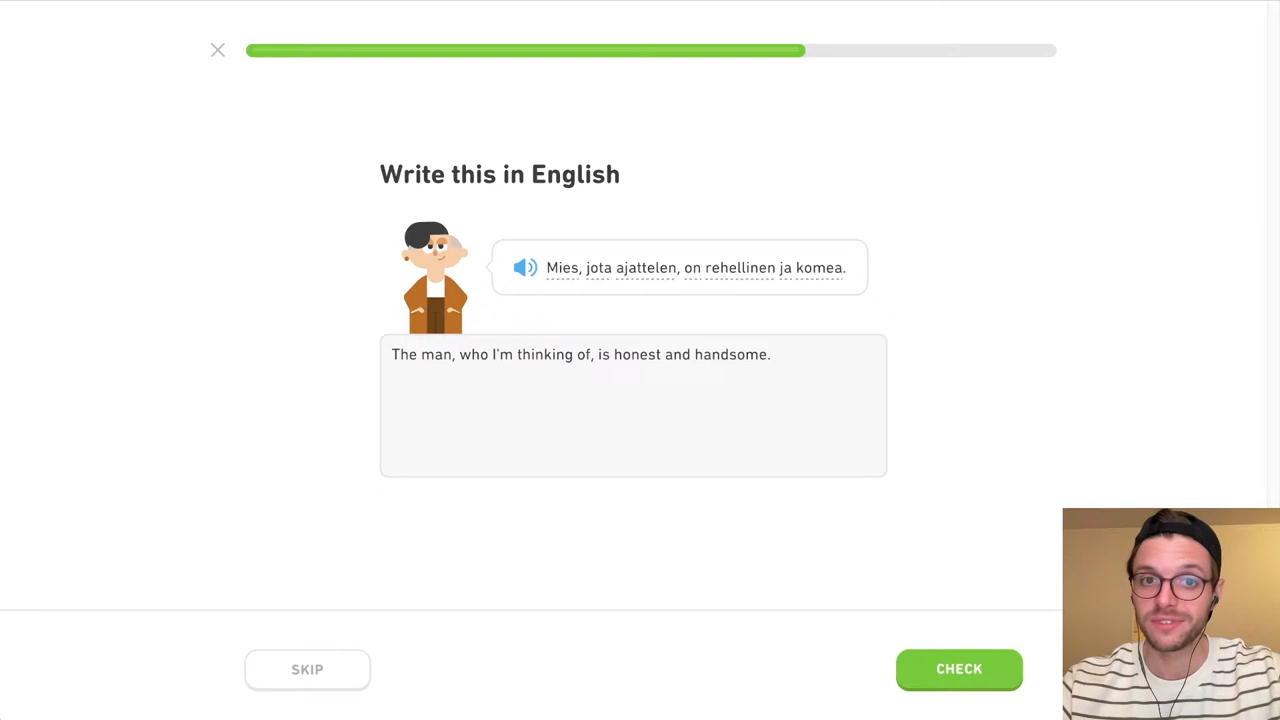 Write this in English
Mies, jota ajattelen, on rehellinen ja komea.
The man, who I'm thinking of, is honest and handsome.
SKIP
CHECK